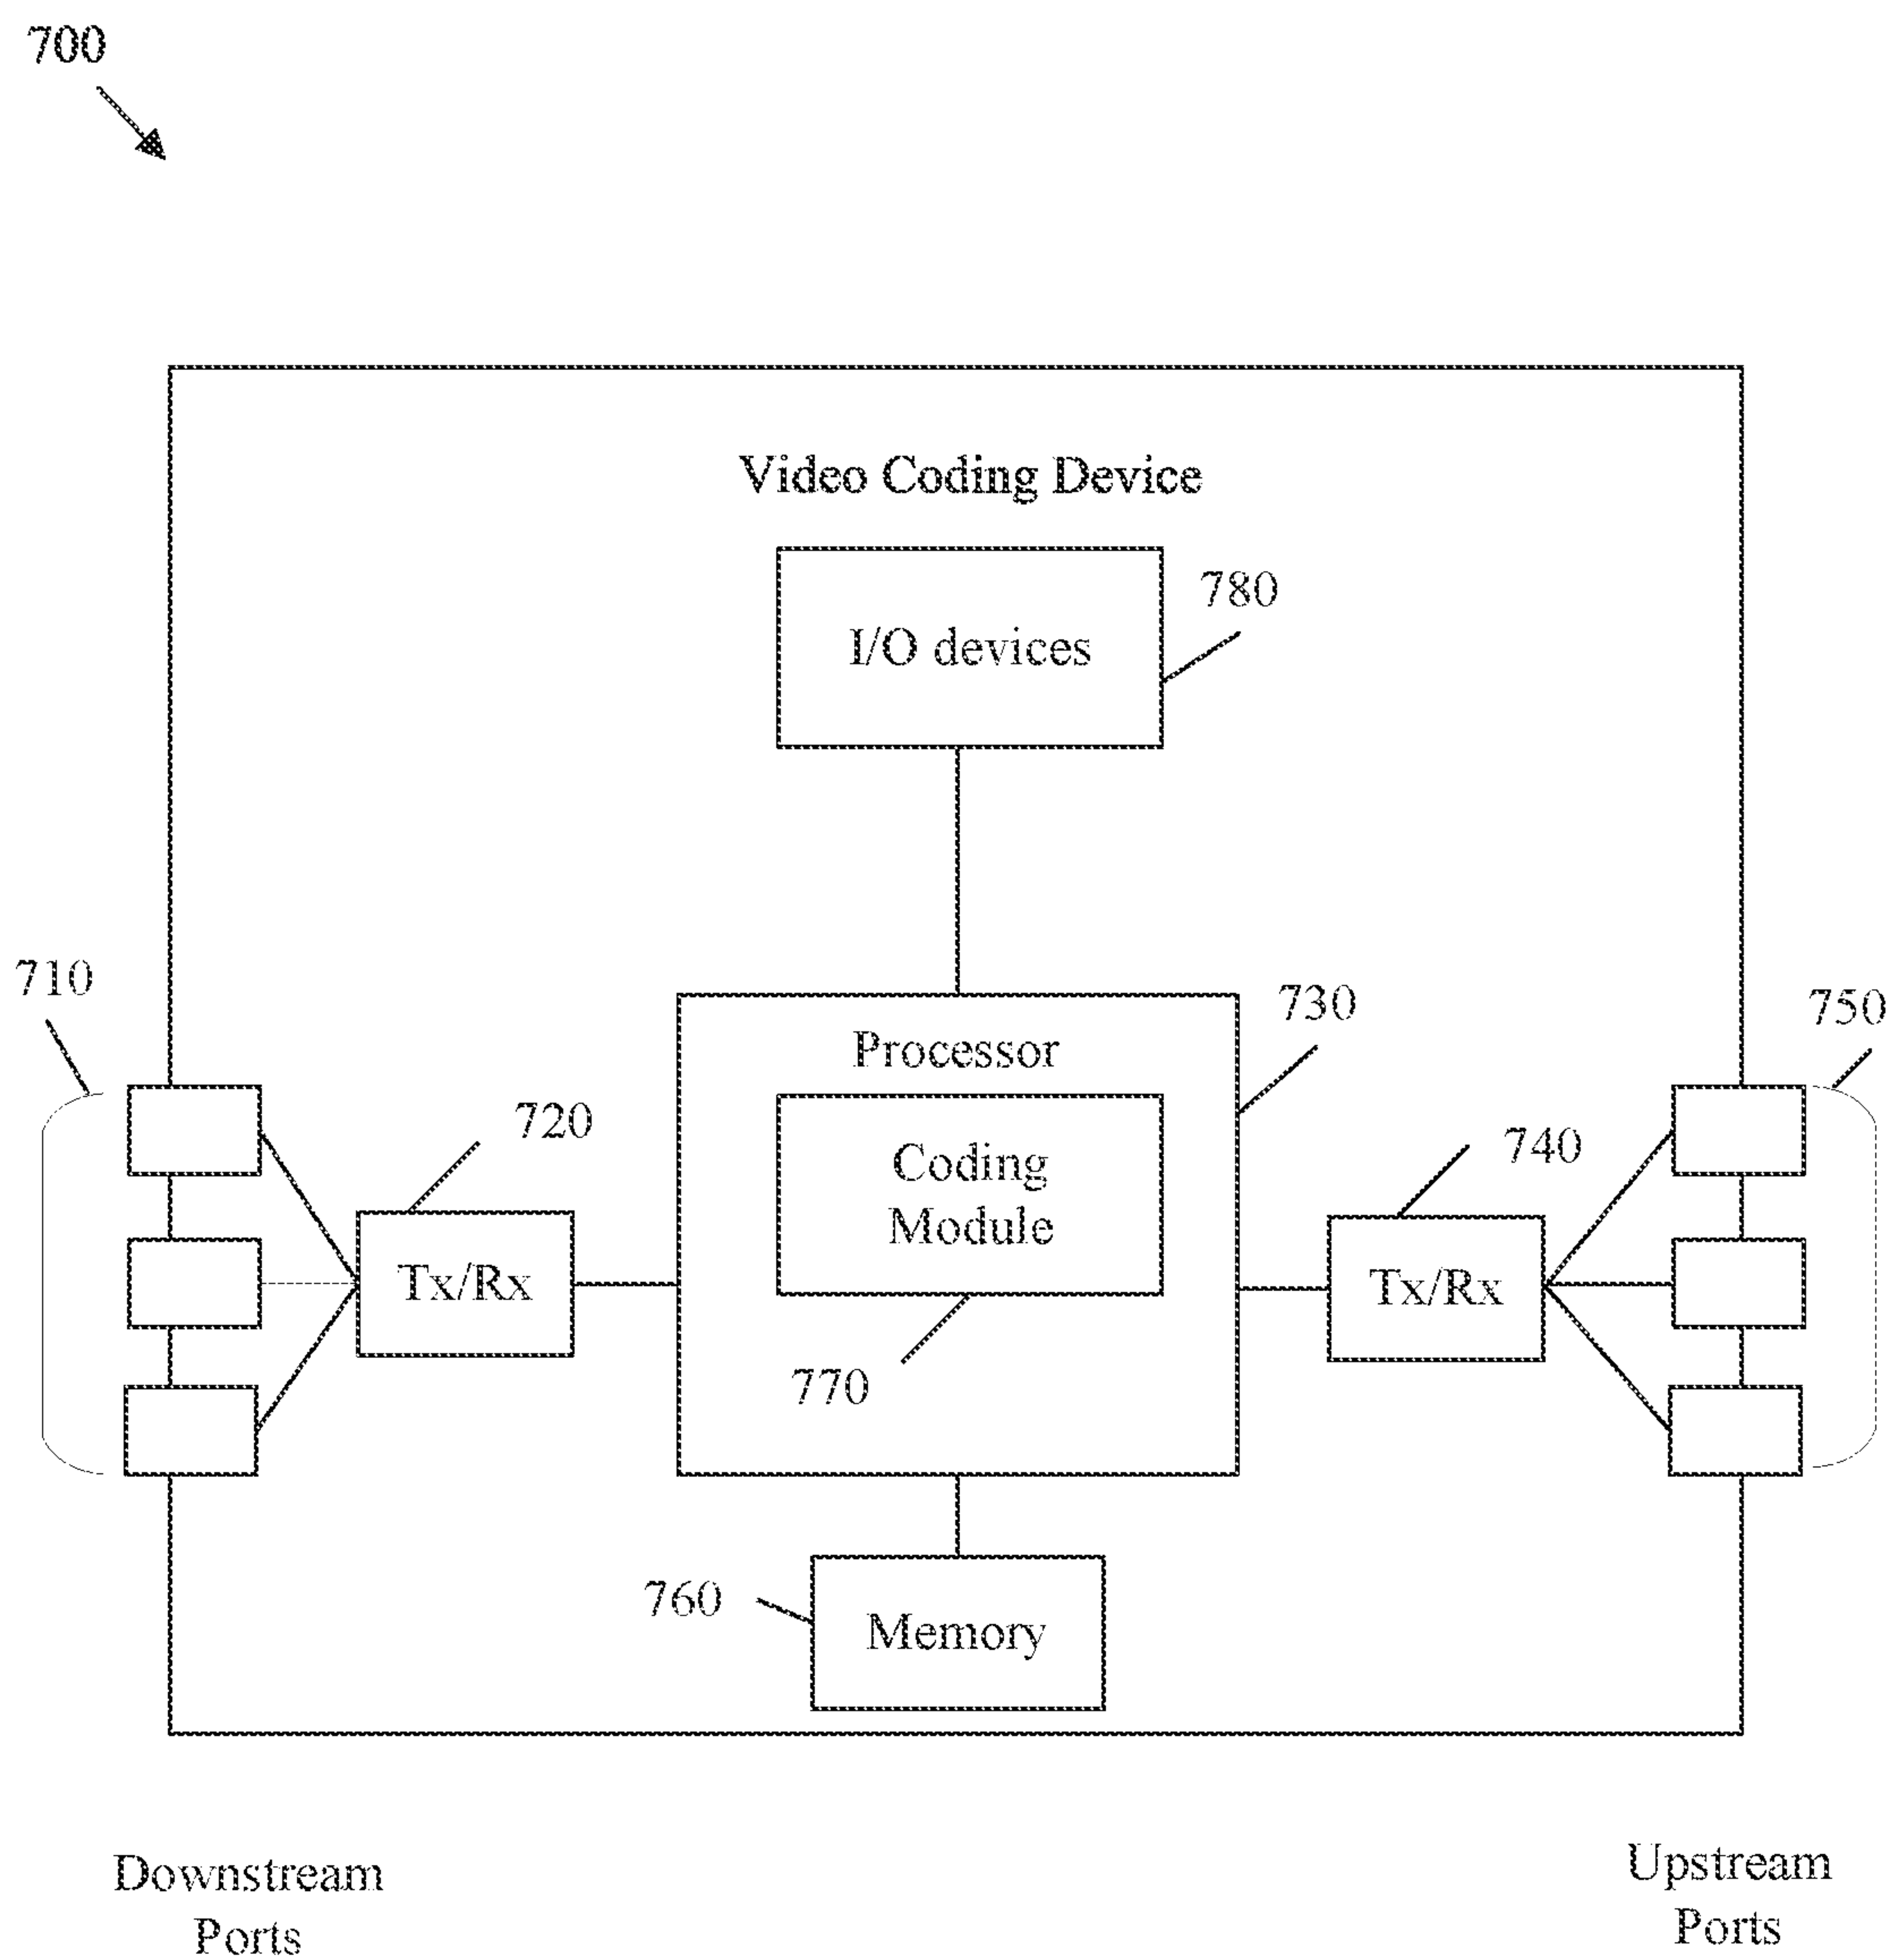 700
Video Coding Device
I/O devices
780
710
Processor
730
750
720
Coding
Module
740
Tx/Rx
Tx/Rx
770
760
Memory
Downstream
Ports
Upstream
Ports